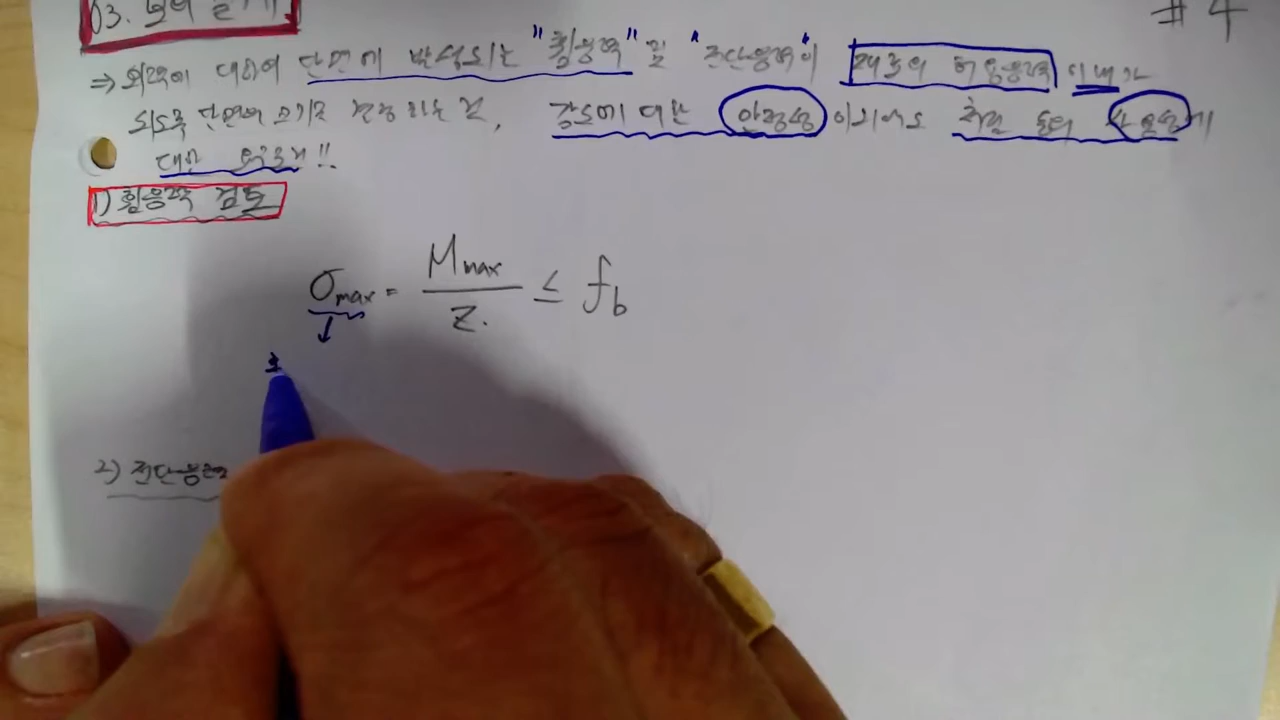 # 4
03. 보의 설계
⇒ 외력에 대하여 단면에 발생되는 "휨응력" 및 "전단응력"이 재료의 허용응력 이내가
되도록 단면의 크기를 결정하는 것. 강도에 대한 안정성 이외에도 처짐 등의 사용성에
대한 검토!!
1) 휨응력 검토
σmax = Mmax / Z. ≤ fb
↓
2) 전단응력